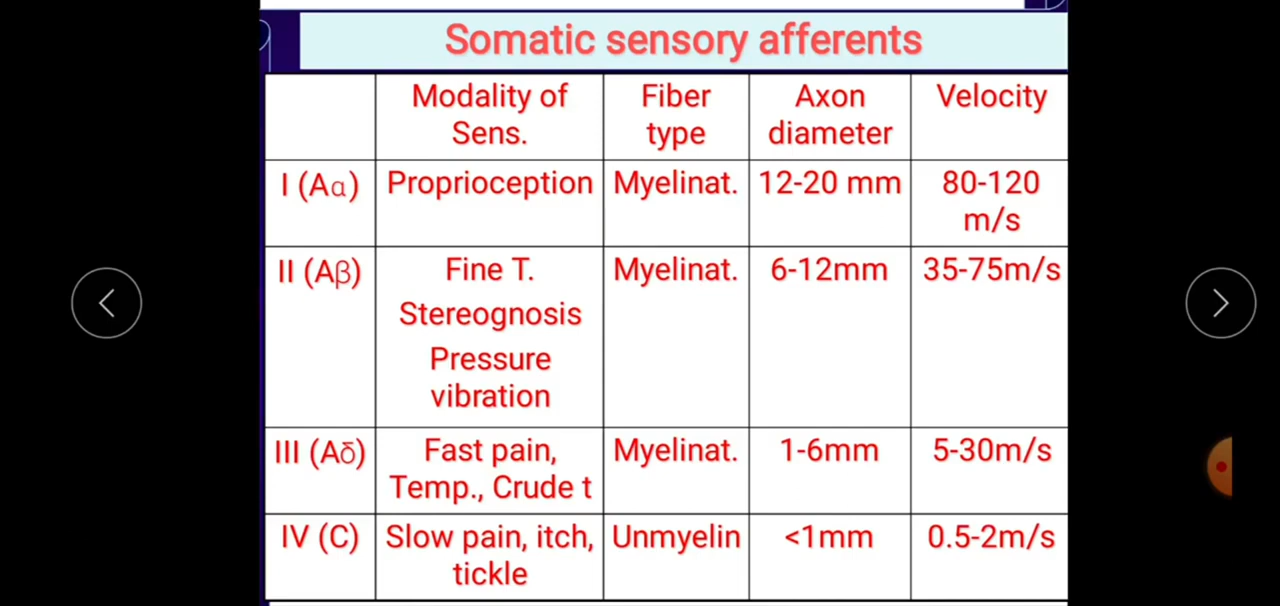 Somatic sensory afferents
Modality of Sens. Fiber type Axon diameter Velocity
I (Aα) Proprioception Myelinat. 12-20 mm 80-120 m/s
II (Aβ) Fine T. Stereognosis Pressure vibration Myelinat. 6-12mm 35-75m/s
III (Aδ) Fast pain, Temp., Crude t Myelinat. 1-6mm 5-30m/s
IV (C) Slow pain, itch, tickle Unmyelin <1mm 0.5-2m/s